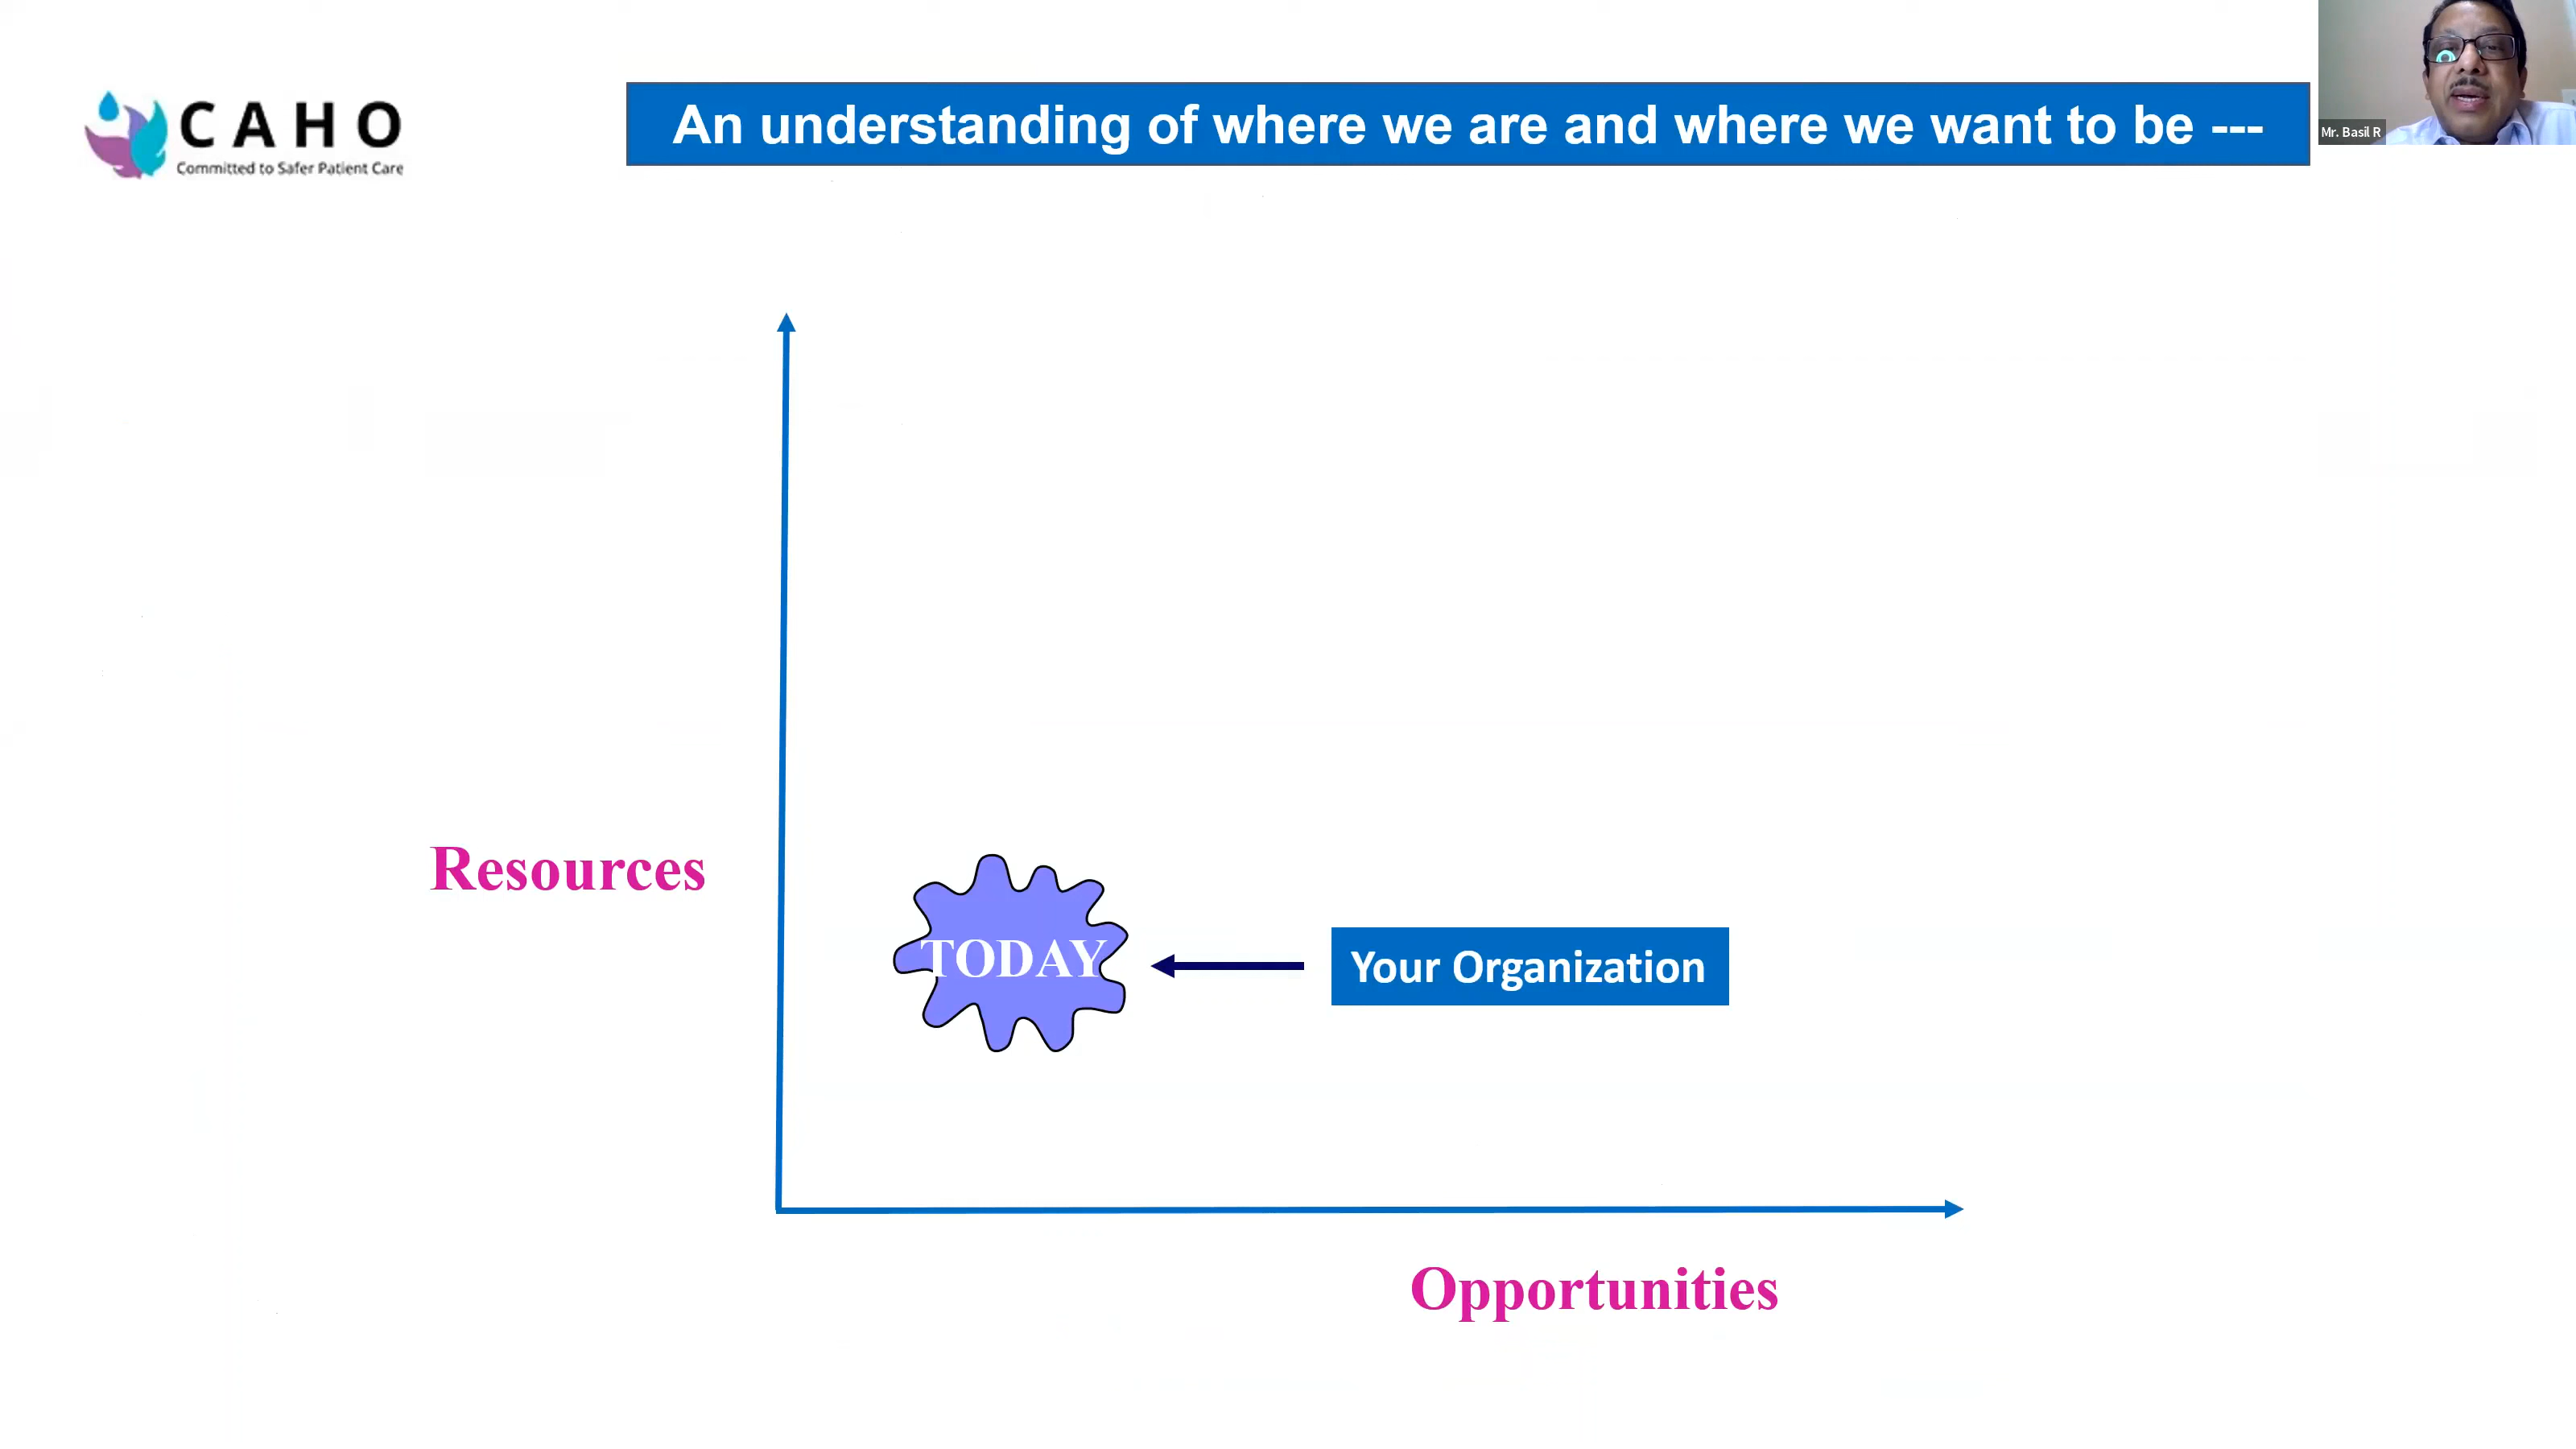 CAHO
Committed to Safer Patient Care
An understanding of where we are and where we want to be ---
Mr. Basil R
Resources
TODAY
Your Organization
Opportunities